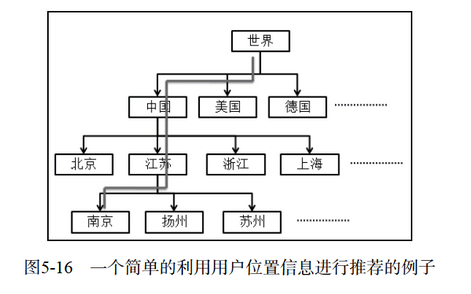 世界
中国 美国 德国
北京 江苏 浙江 上海
南京 扬州 苏州
图5-16 一个简单的利用用户位置信息进行推荐的例子